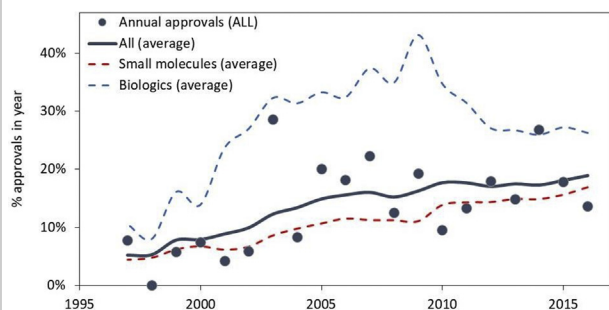 Annual approvals (ALL)
All (average)
Small molecules (average)
Biologics (average)
% approvals in year
40%
30%
20%
10%
0%
1995 2000 2005 2010 2015